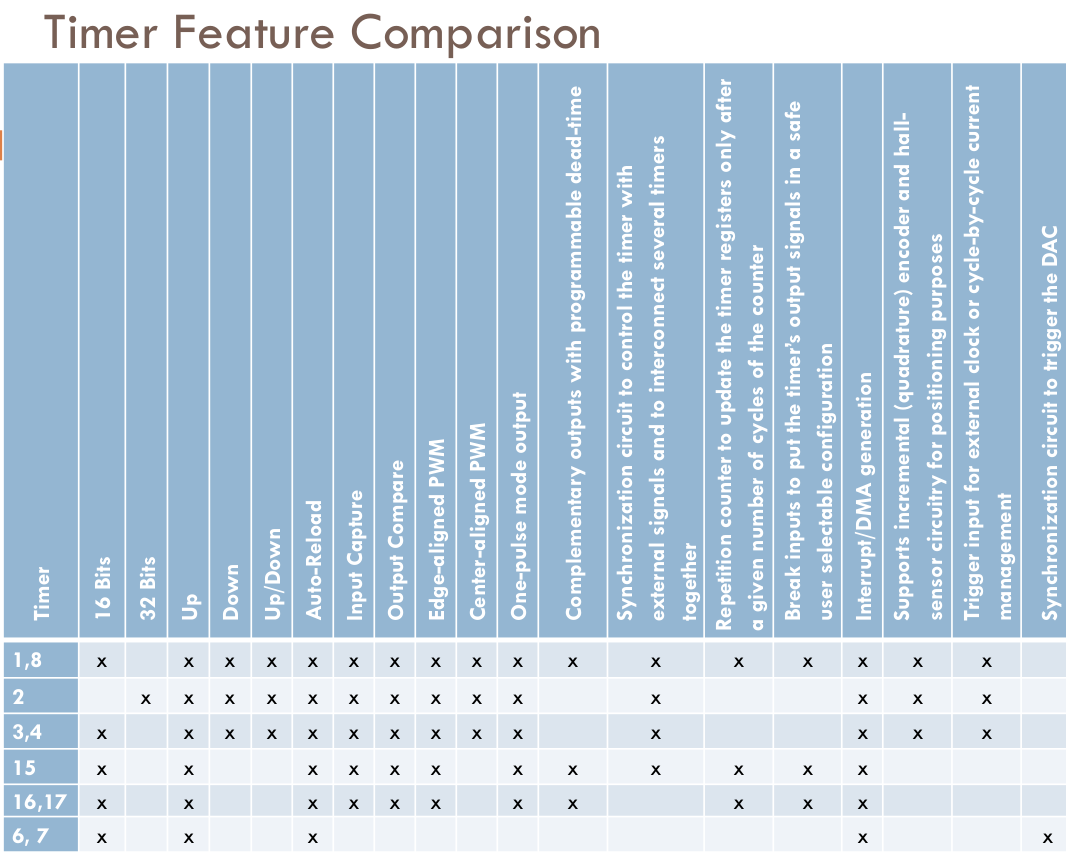 Timer Feature Comparison
Timer
16 Bits
32 Bits
Up
Down
Up/Down
Auto-Reload
Input Capture
Output Compare
Edge-aligned PWM
Center-aligned PWM
One-pulse mode output
Complementary outputs with programmable dead-time
Synchronization circuit to control the timer with
external signals and to interconnect several timers
together
Repetition counter to update the timer registers only after
a given number of cycles of the counter
Break inputs to put the timer's output signals in a safe
user selectable configuration
Interrupt/DMA generation
Supports incremental (quadrature) encoder and hall-
sensor circuitry for positioning purposes
Trigger input for external clock or cycle-by-cycle current
management
Synchronization circuit to trigger the DAC
1,8 x x x x x x x x x x x x x x x x x
2 x x x x x x x x x x x x x x
3,4 x x x x x x x x x x x x x x
15 x x x x x x x x x x x x
16,17 x x x x x x x x x x x
6, 7 x x x x x